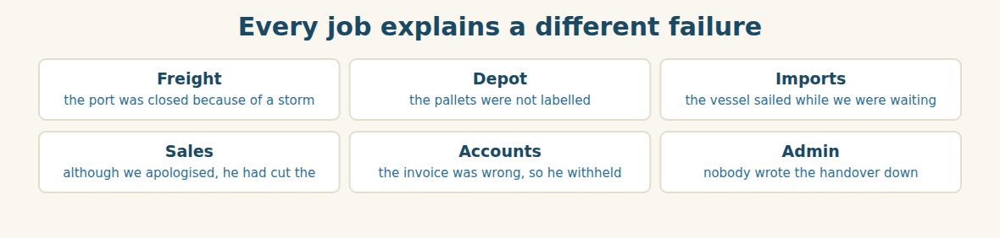 Every job explains a different failure
Freight
the port was closed because of a storm
Depot
the pallets were not labelled
Imports
the vessel sailed while we were waiting
Sales
although we apologised, he had cut the
Accounts
the invoice was wrong, so he withheld
Admin
nobody wrote the handover down